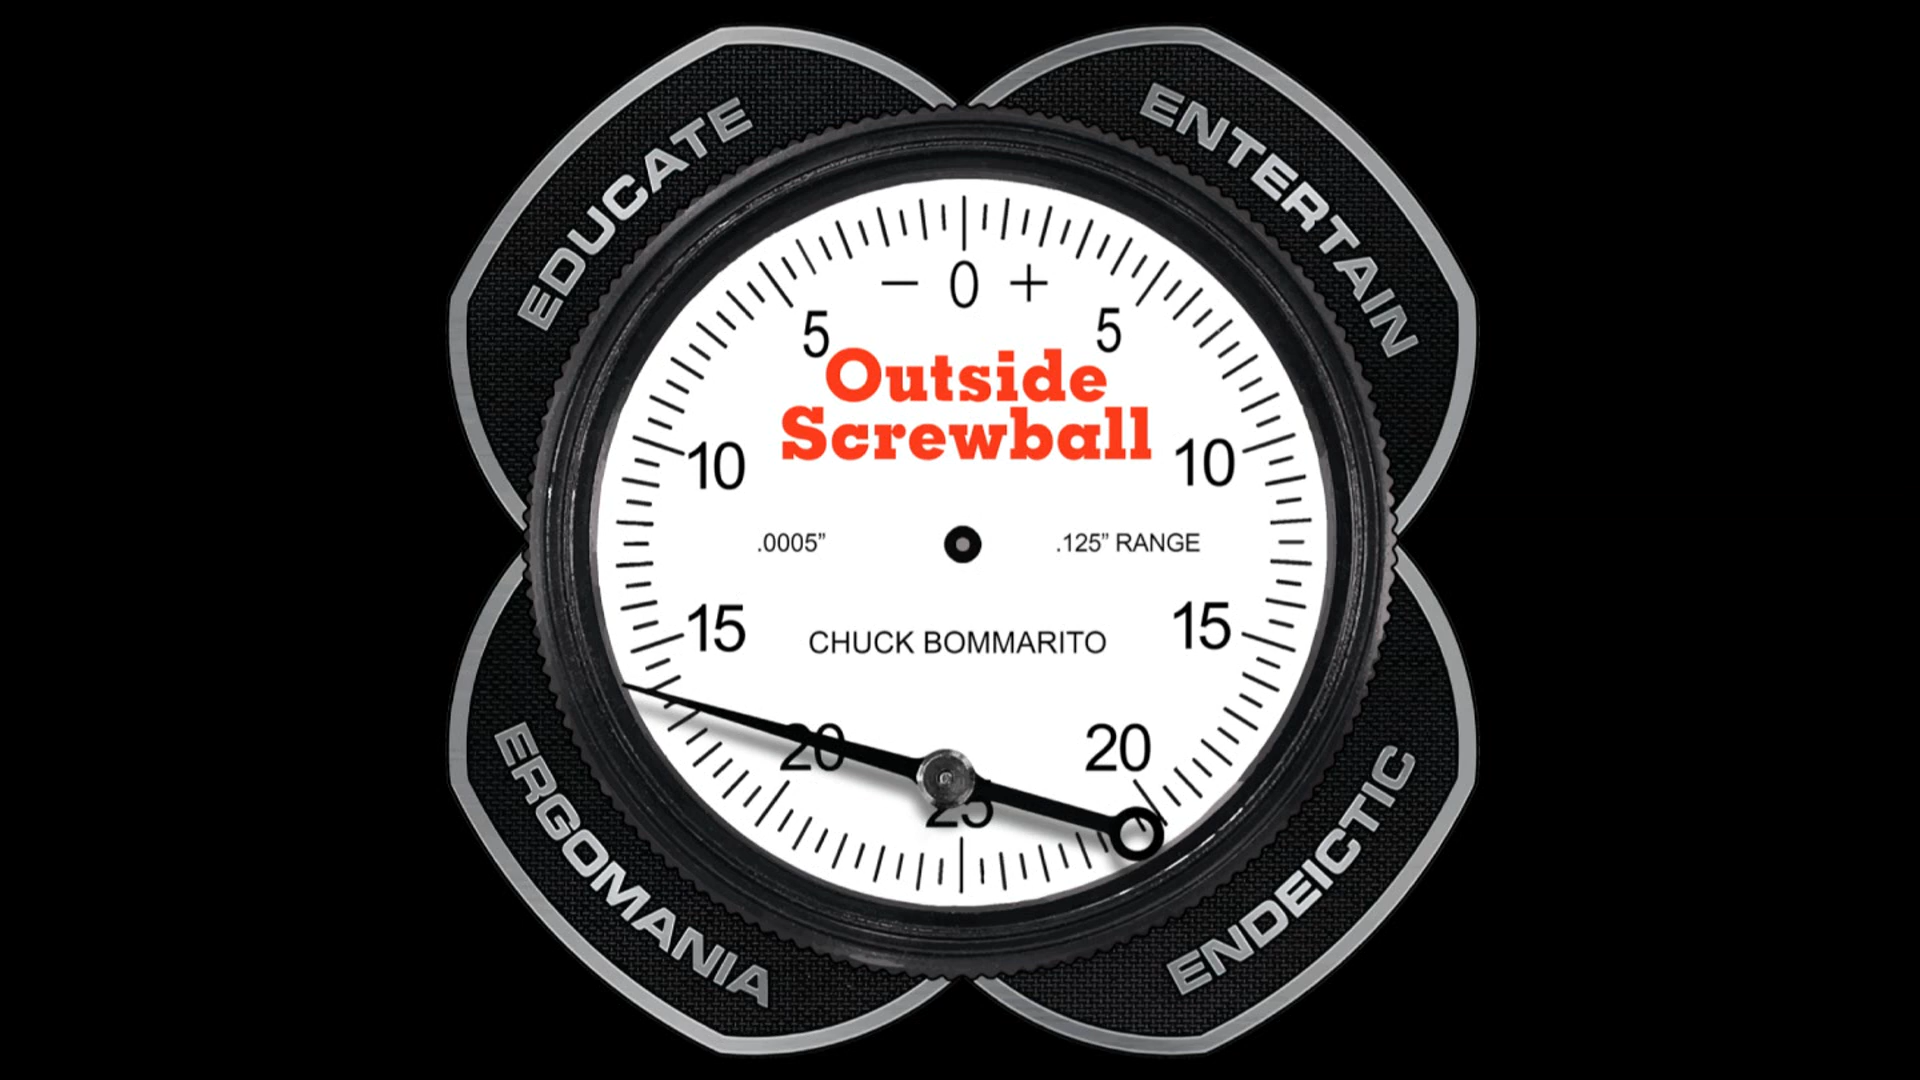 EDUCATE
ENTERTAIN
− 0 +
5 5
Outside
Screwball
10 10
.0005” .125” RANGE
15 15
CHUCK BOMMARITO
20 20
25
ERGOMANIA
ENDEICTIC